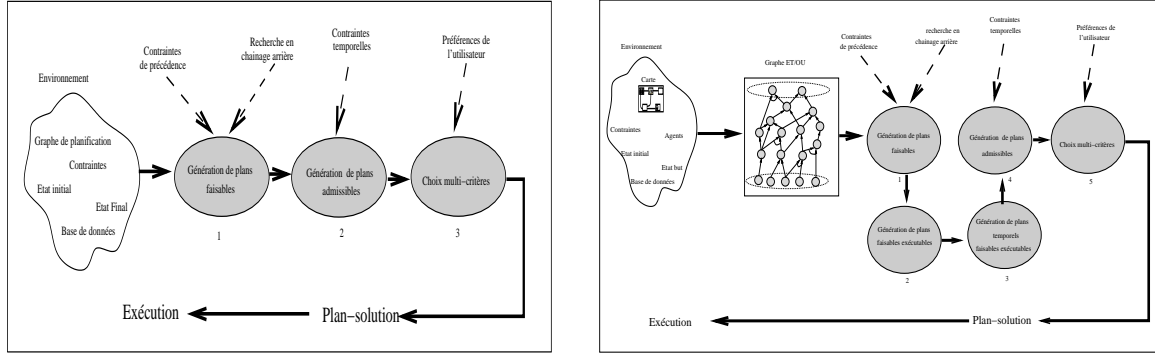 Environnement
Contraintes
de précédence
Recherche en
chainage arrière
Contraintes
temporelles
Préférences de
l'utilisateur
Graphe de planification
Contraintes
Etat initial
Etat Final
Base de données
Génération de plans
faisables
1
Génération de plans
admissibles
2
Choix multi-critères
3
Exécution
Plan-solution
Environnement
Carte
Contraintes
Agents
Etat initial
Etat but
Base de données
Graphe ET/OU
Contraintes
de précédence
recherche en
chainage arrière
Contraintes
temporelles
Préférences de
l'utilisateur
Génération de plans
faisables
1
Génération de plans
admissibles
4
Choix multi-critères
5
Génération de plans
faisables exécutables
2
Génération de plans
temporels
faisables exécutables
3
Exécution
Plan-solution